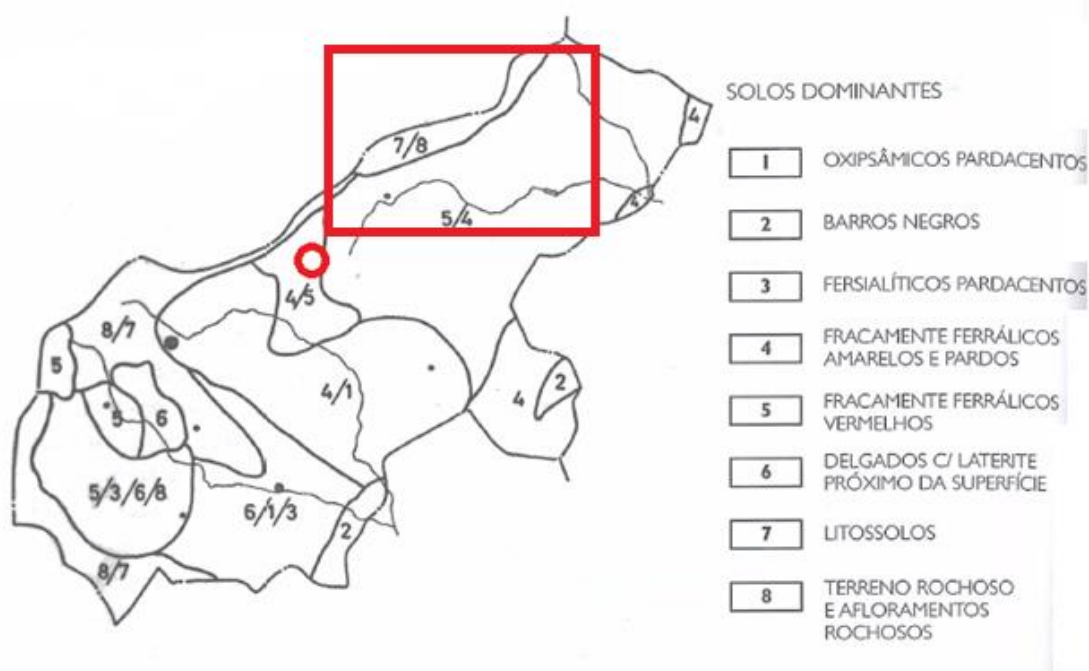 SOLOS DOMINANTES
1 OXIPSÂMICOS PARDACENTOS
2 BARROS NEGROS
3 FERSIALÍTICOS PARDACENTOS
4 FRACAMENTE FERRÁLICOS
AMARELOS E PARDOS
5 FRACAMENTE FERRÁLICOS
VERMELHOS
6 DELGADOS C/ LATERITE
PRÓXIMO DA SUPERFÍCIE
7 LITOSSOLOS
8 TERRENO ROCHOSO
E AFLORAMENTOS
ROCHOSOS
4
7/8
4
5/4
4/5
8/7
5
4/1
2
4
5
6
5/3/6/8
6/1/3
2
8/7